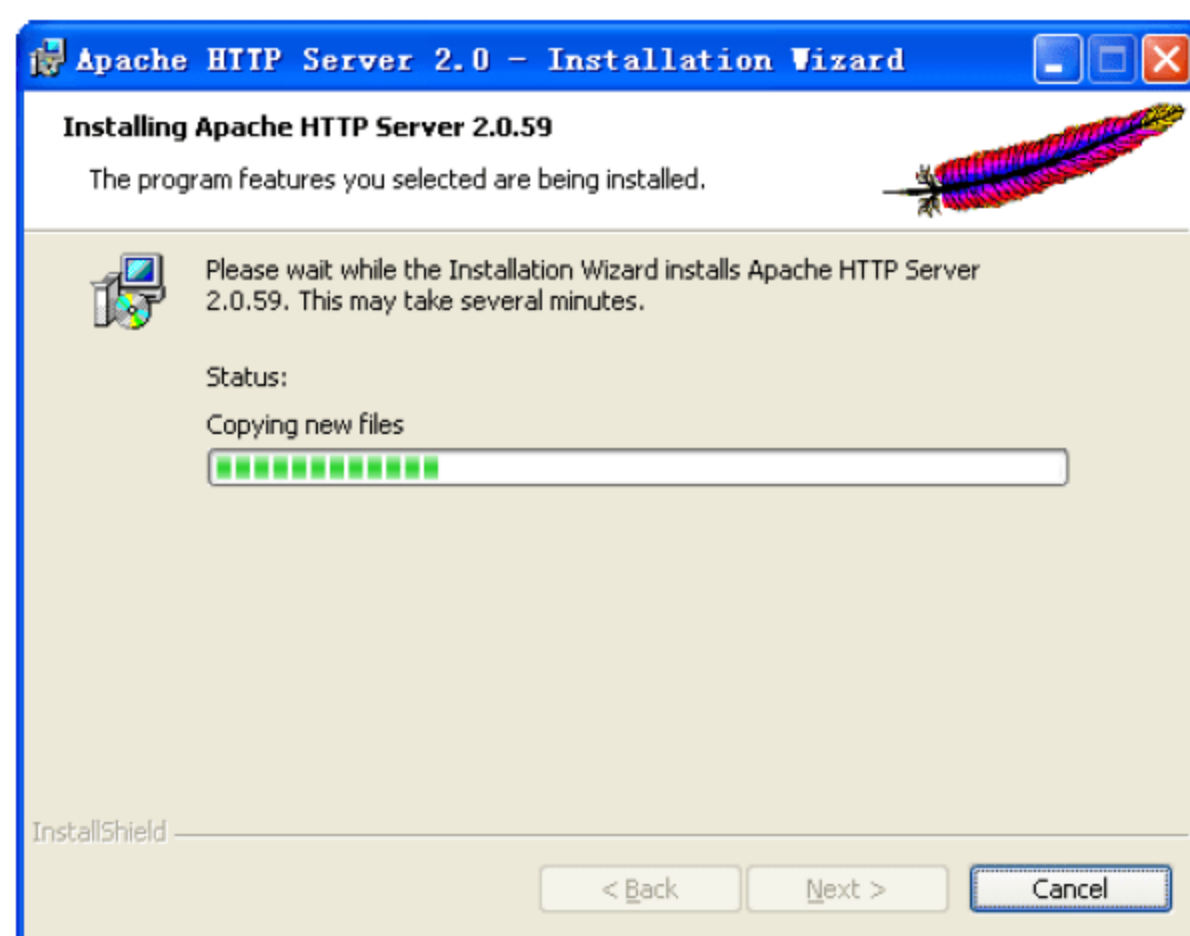 Apache HTTP Server 2.0 - Installation Wizard
Installing Apache HTTP Server 2.0.59
The program features you selected are being installed.
Please wait while the Installation Wizard installs Apache HTTP Server
2.0.59. This may take several minutes.
Status:
Copying new files
InstallShield
< Back
Next >
Cancel